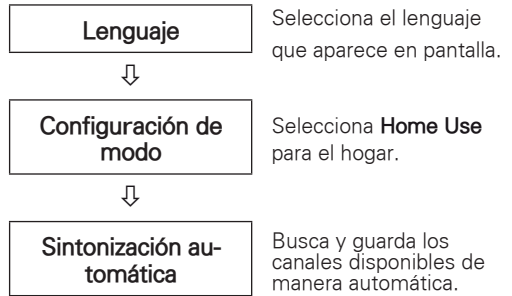 Lenguaje
Selecciona el lenguaje
que aparece en pantalla.
Configuración de
modo
Selecciona Home Use
para el hogar.
Sintonización au-
tomática
Busca y guarda los
canales disponibles de
manera automática.